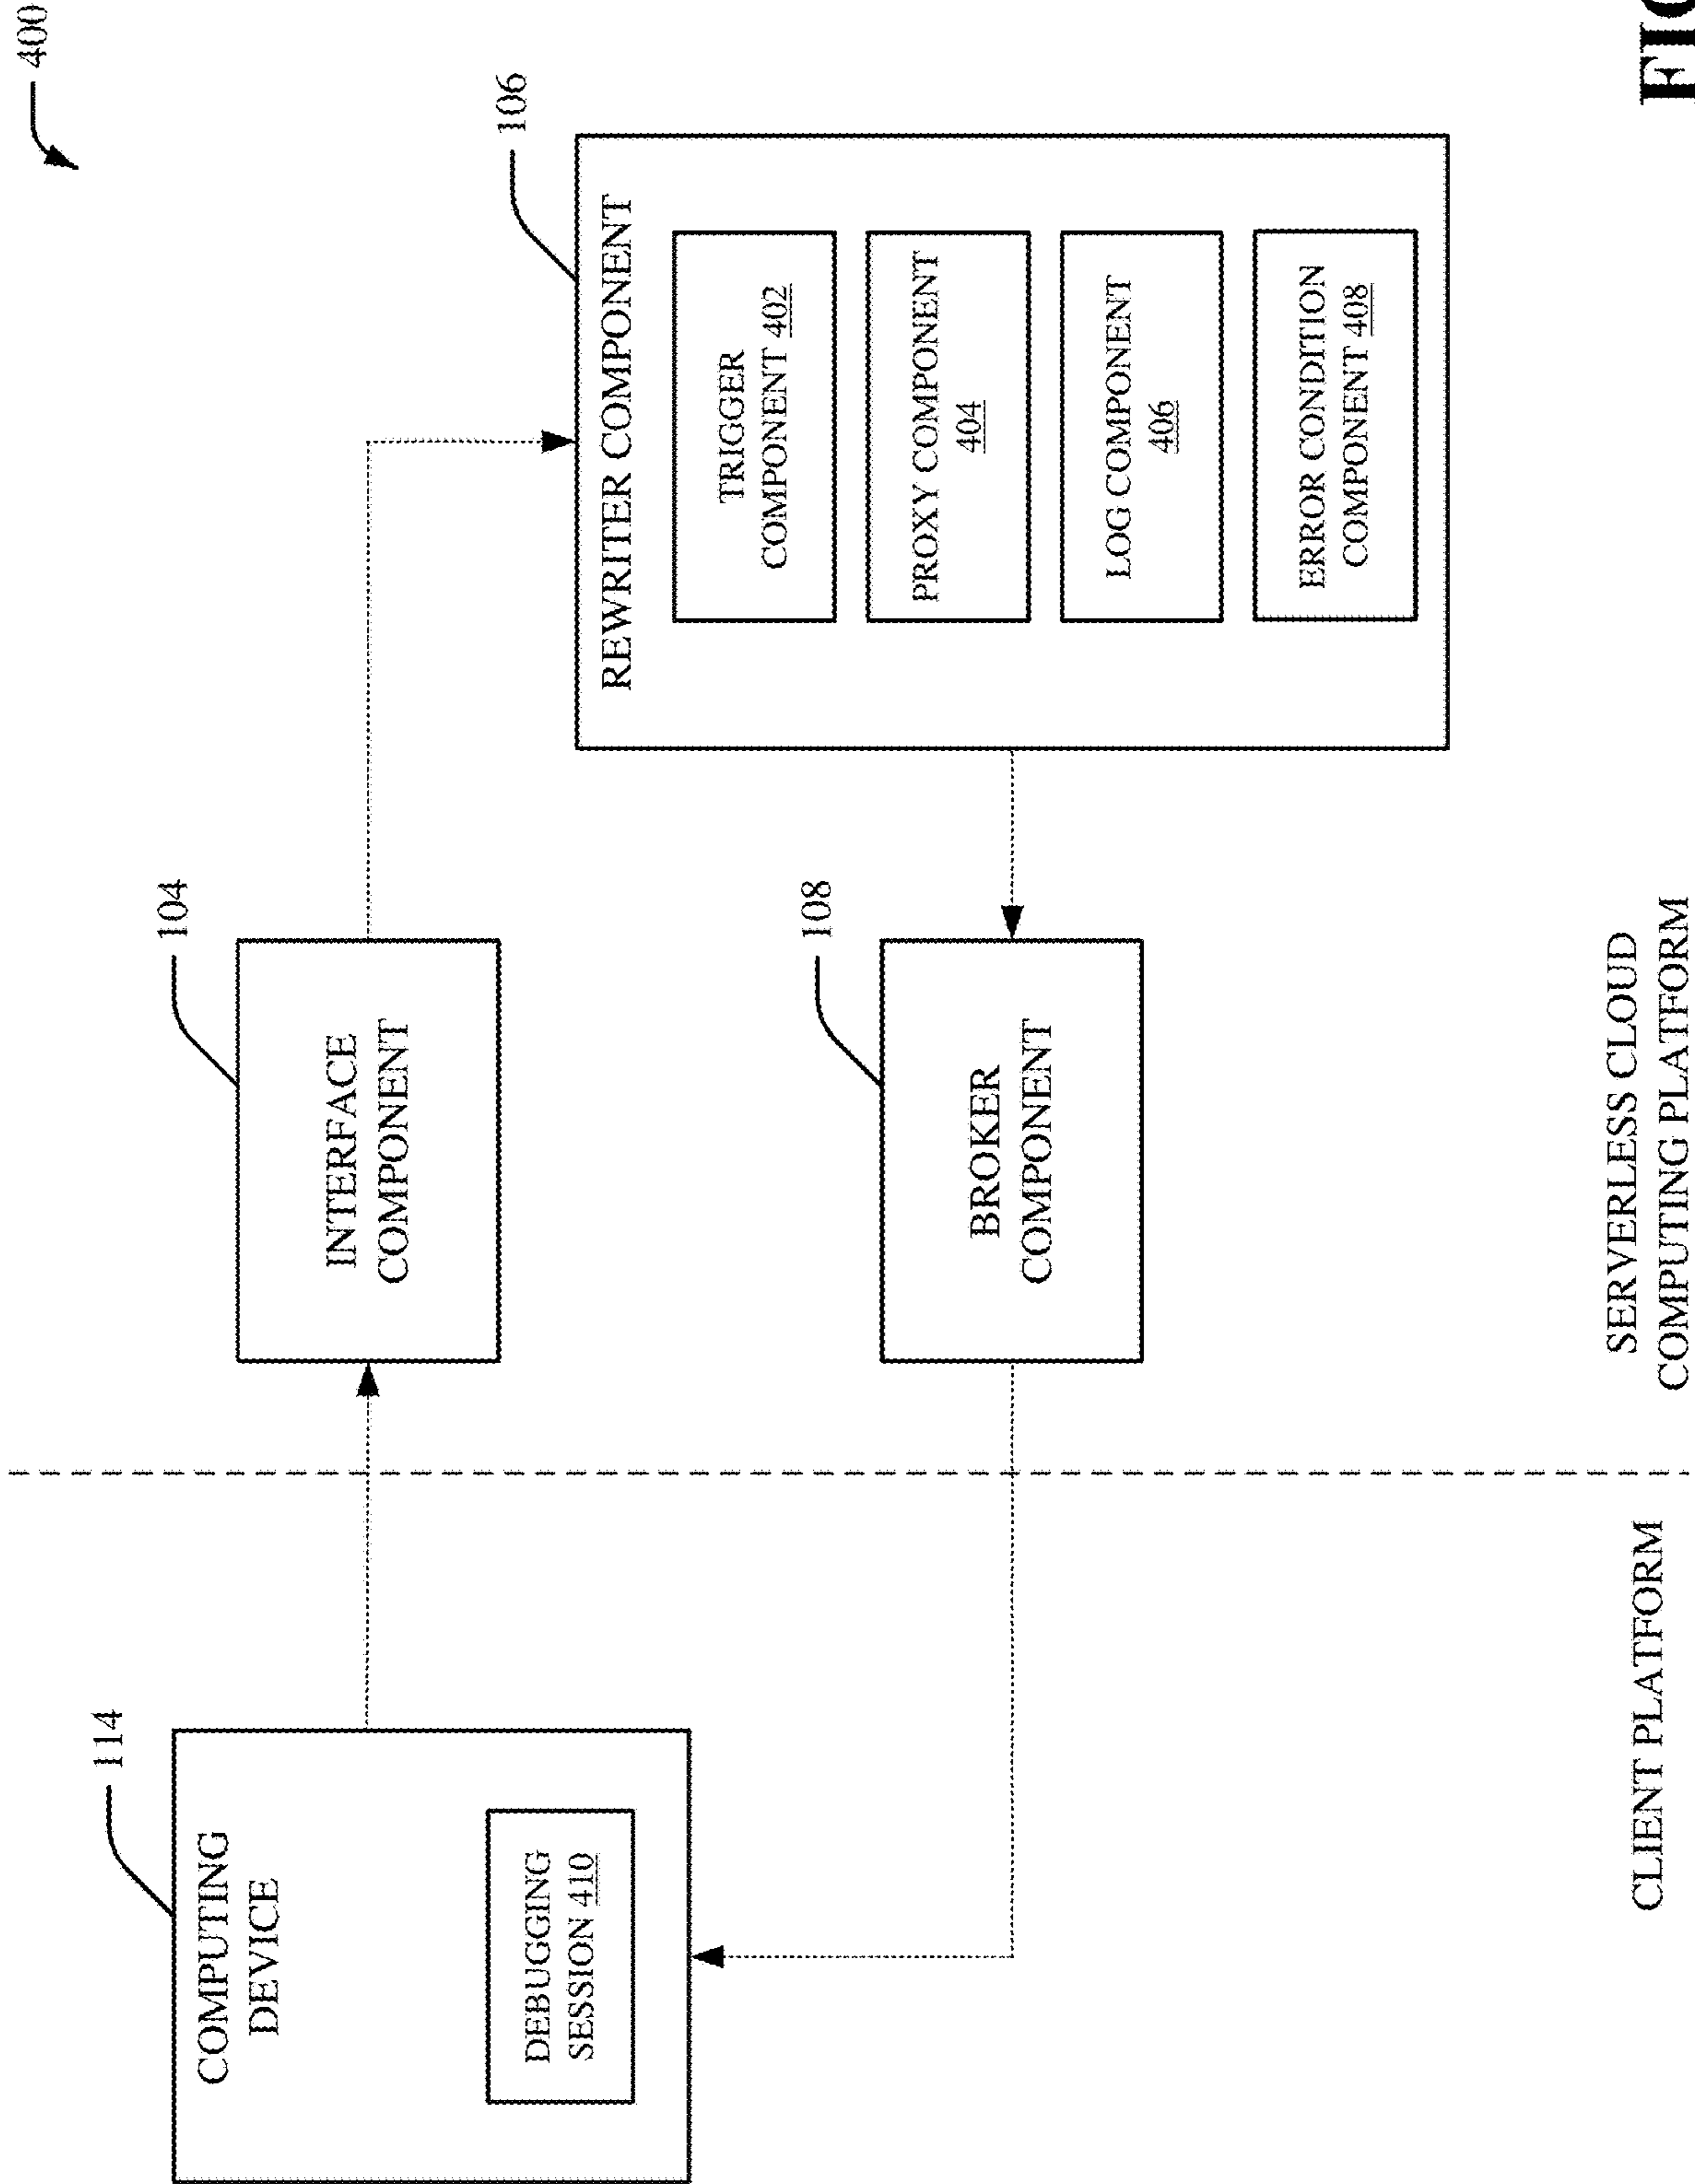 400
114
COMPUTING
DEVICE
DEBUGGING
SESSION 410
104
INTERFACE
COMPONENT
108
BROKER
COMPONENT
106
REWRITER COMPONENT
TRIGGER
COMPONENT 402
PROXY COMPONENT
404
LOG COMPONENT
406
ERROR CONDITION
COMPONENT 408
CLIENT PLATFORM
SERVERLESS CLOUD
COMPUTING PLATFORM